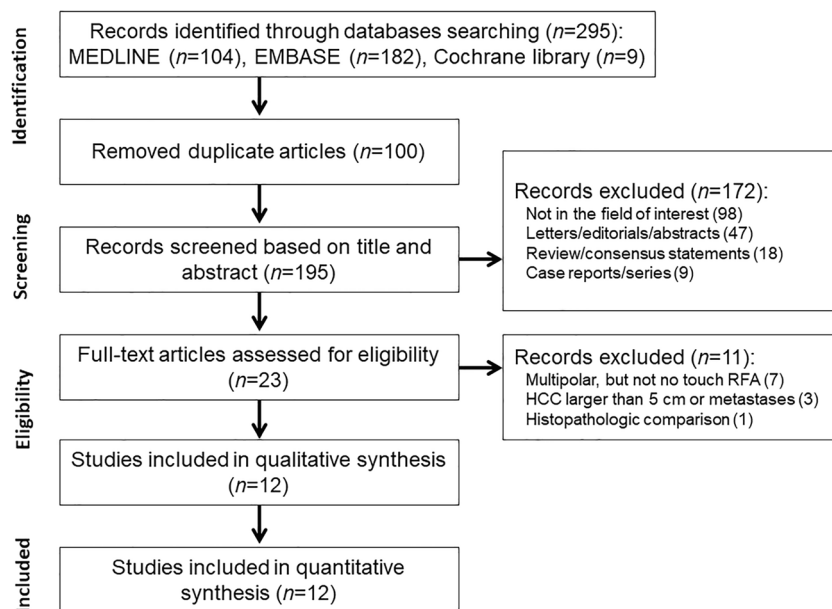 Identification
Records identified through databases searching (n=295):
MEDLINE (n=104), EMBASE (n=182), Cochrane library (n=9)
Removed duplicate articles (n=100)
Screening
Records screened based on title and
abstract (n=195)
Records excluded (n=172):
Not in the field of interest (98)
Letters/editorials/abstracts (47)
Review/consensus statements (18)
Case reports/series (9)
Eligibility
Full-text articles assessed for eligibility
(n=23)
Records excluded (n=11):
Multipolar, but not no touch RFA (7)
HCC larger than 5 cm or metastases (3)
Histopathologic comparison (1)
Studies included in qualitative synthesis
(n=12)
Included
Studies included in quantitative
synthesis (n=12)